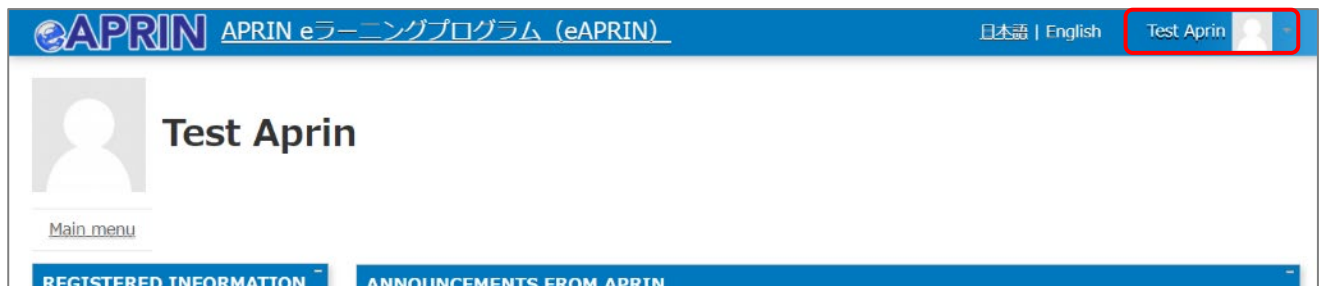 eAPRIN APRIN eラーニングプログラム（eAPRIN） 日本語 | English Test Aprin
Test Aprin
Main menu
REGISTERED INFORMATION ANNOUNCEMENTS FROM APRIN